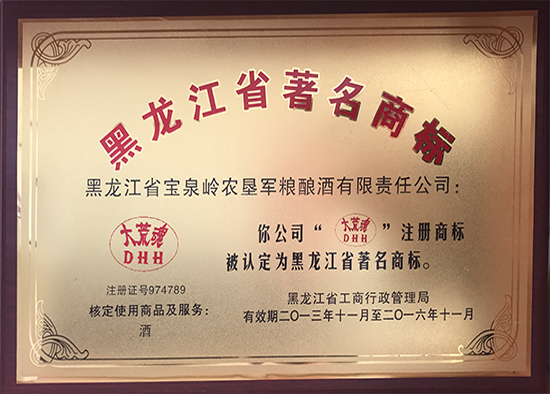 黑龙江省著名商标
黑龙江省宝泉岭农垦军粮酿酒有限责任公司：
大荒魂
DHH
注册证号974789
核定使用商品及服务：
酒
你公司“大荒魂DHH”注册商标
被认定为黑龙江省著名商标。
黑龙江省工商行政管理局
有效期二〇一三年十一月至二〇一六年十一月